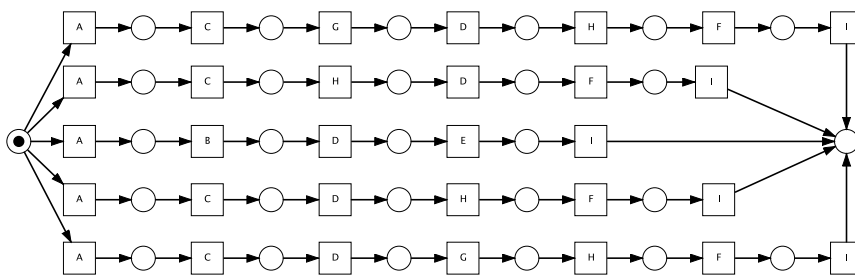 A C G D H F I
A C H D F I
A B D E I
A C D H F I
A C D G H F I